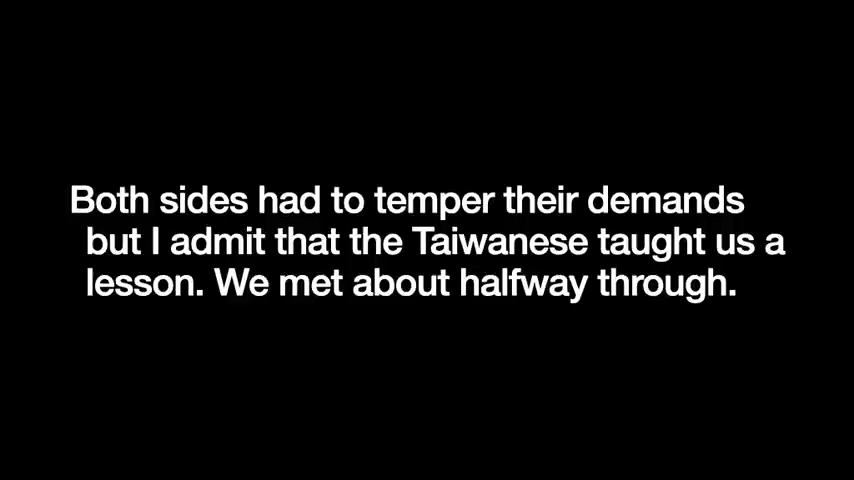 Both sides had to temper their demands
but I admit that the Taiwanese taught us a
lesson. We met about halfway through.